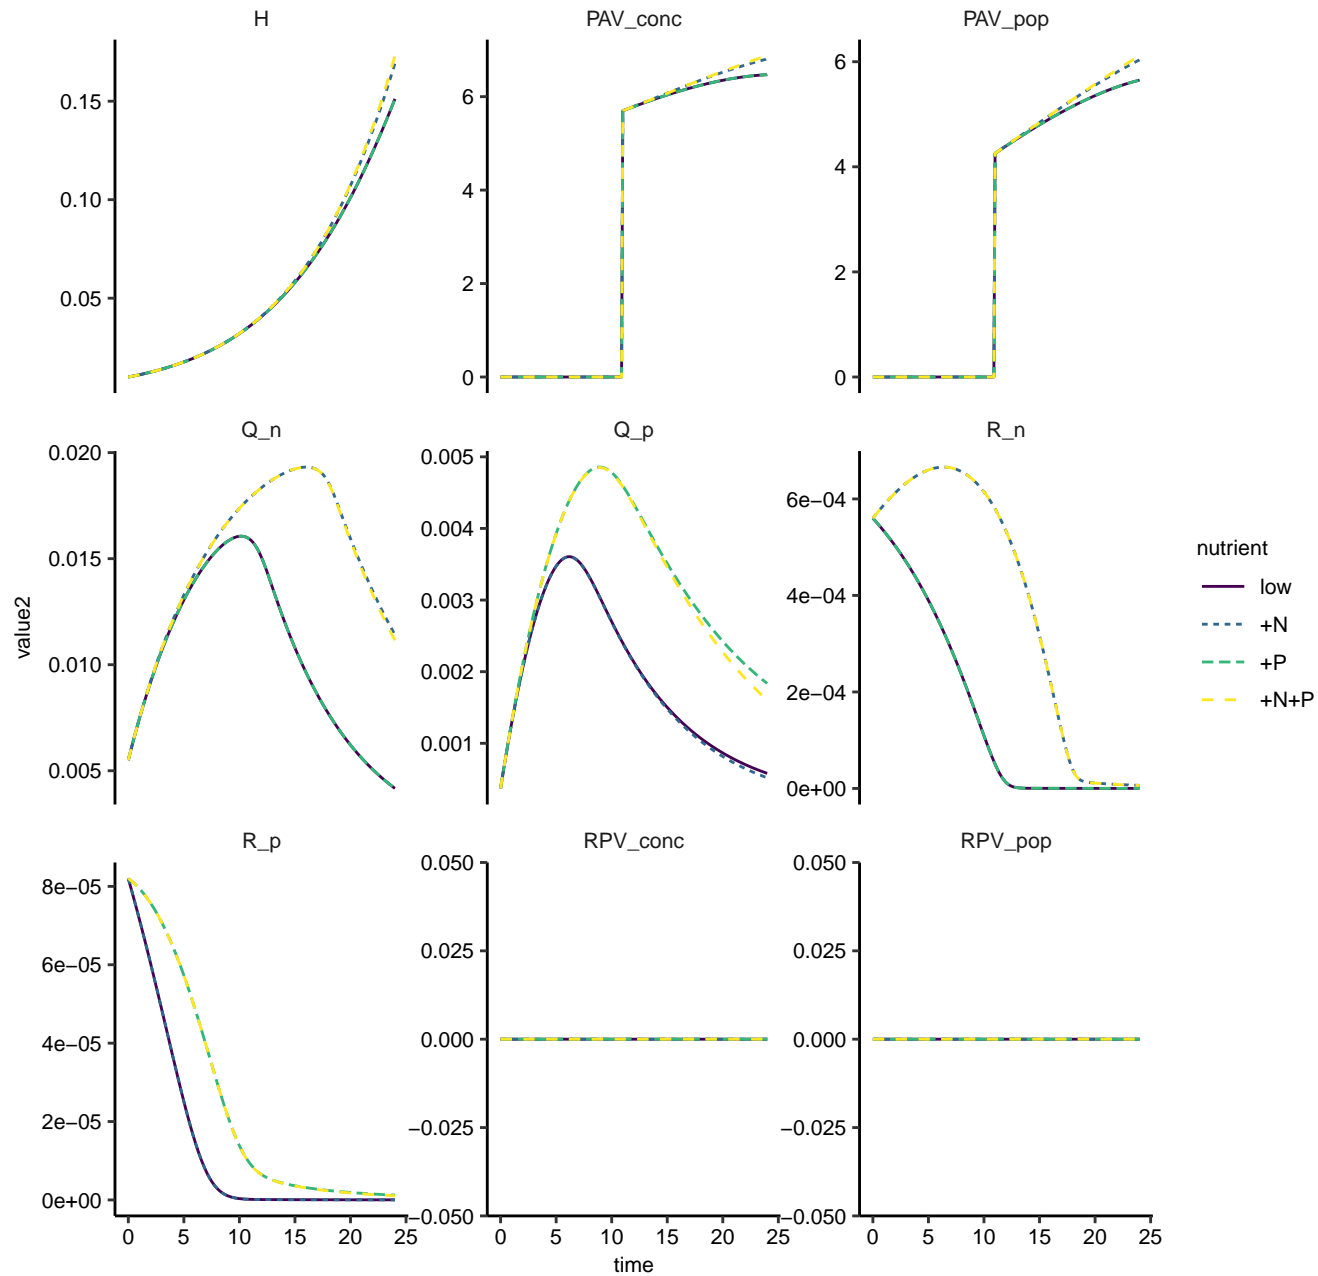 H
PAV_conc
PAV_pop
0.15
0.10
0.05
6
4
2
0
6
4
2
0
Q_n
Q_p
R_n
0.020
0.015
0.010
0.005
0.005
0.004
0.003
0.002
0.001
6e−04
4e−04
2e−04
0e+00
R_p
RPV_conc
RPV_pop
8e−05
6e−05
4e−05
2e−05
0e+00
0.050
0.025
0.000
−0.025
−0.050
0.050
0.025
0.000
−0.025
−0.050
0 5 10 15 20 25
0 5 10 15 20 25
0 5 10 15 20 25
time
value2
nutrient
low
+N
+P
+N+P